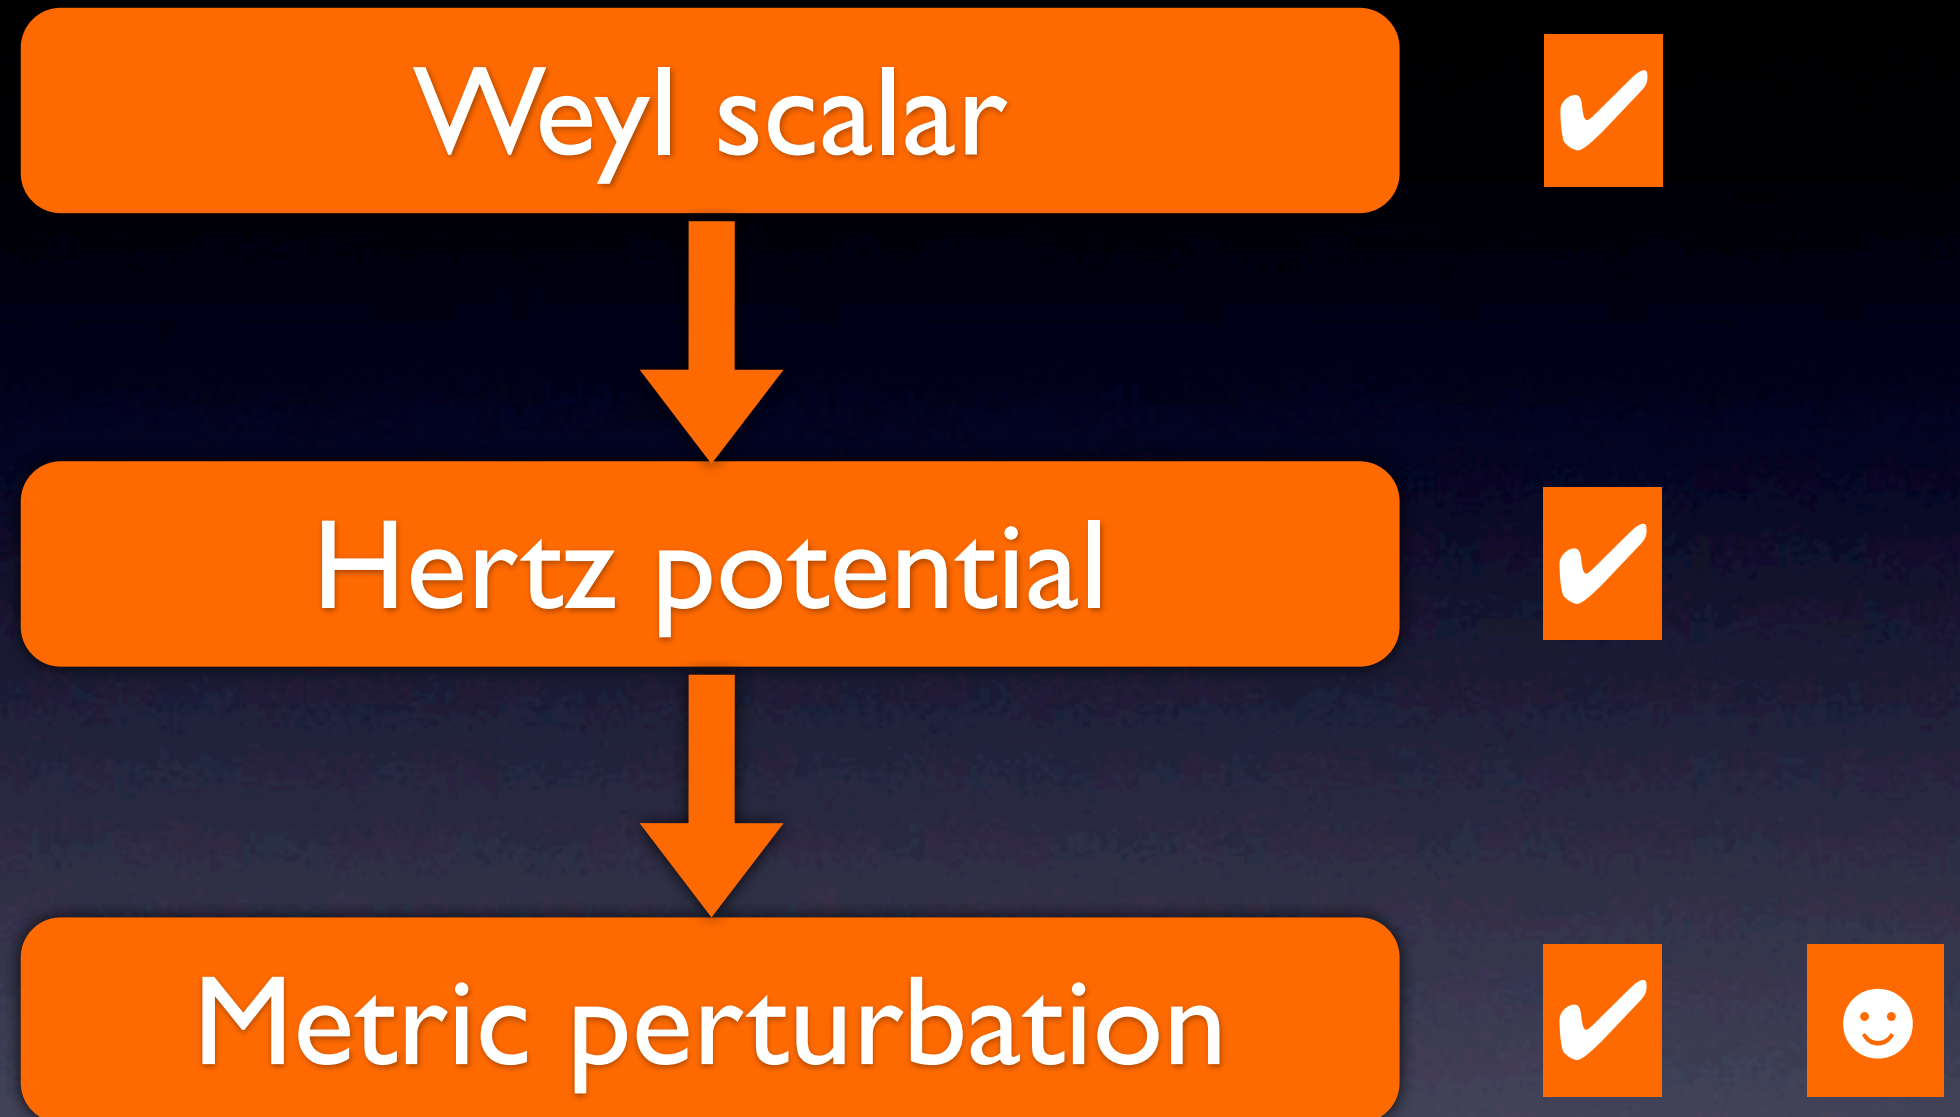 Weyl scalar ✔
Hertz potential ✔
Metric perturbation ✔ ☻